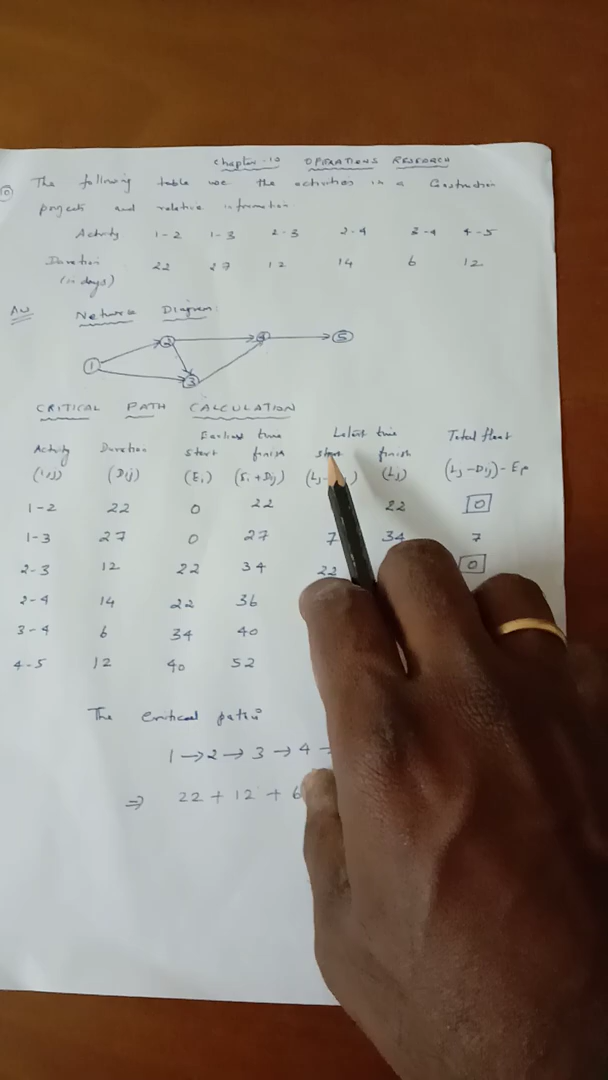 Chapter-10 OPERATIONS RESEARCH
The following table use the activities in a Construction
projects and relative information
Activity 1-2 1-3 2-3 2-4 3-4 4-5
Duration 22 27 12 14 6 12
(in days)
Network Diagram:
1 2 3 4 5
CRITICAL PATH CALCULATION
Earliest time Latest time Total float
Activity Duration start finish start finish (Lj-Dij)-Ei
(i,j) (Dij) (Ei) (Ei+Dij) (Lj- (Lj)
1-2 22 0 22 22 0
1-3 27 0 27 7 34 7
2-3 12 22 34 22 0
2-4 14 22 36
3-4 6 34 40
4-5 12 40 52
The critical path:
1→2→3→4
⇒ 22+12+6